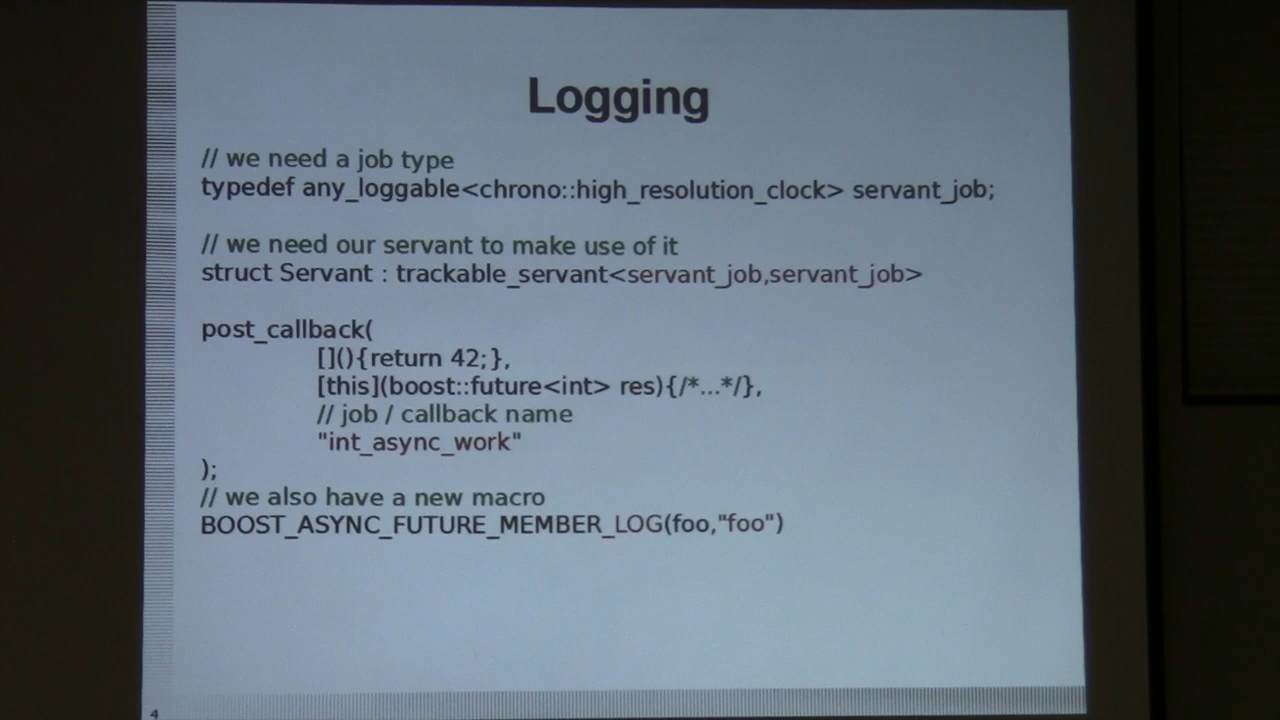 Logging
// we need a job type
typedef any_loggable<chrono::high_resolution_clock> servant_job;
// we need our servant to make use of it
struct Servant : trackable_servant<servant_job,servant_job>
post_callback(
[](){return 42;},
[this](boost::future<int> res){/*...*/},
// job / callback name
"int_async_work"
);
// we also have a new macro
BOOST_ASYNC_FUTURE_MEMBER_LOG(foo,"foo")
4